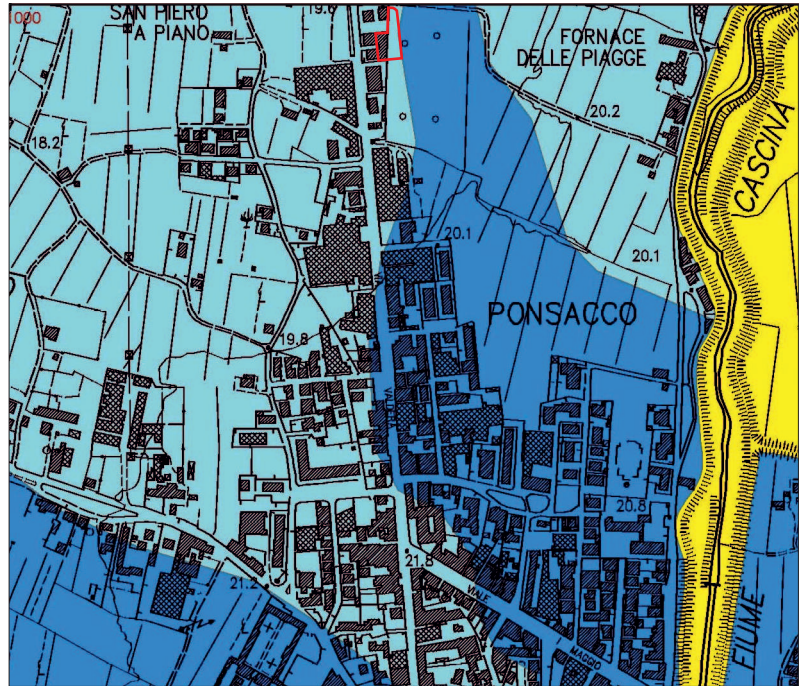 1000
SAN PIERO
A PIANO
19.6
FORNACE
DELLE PIAGGE
20.2
CASCINA
18.2
20.1
20.1
PONSACCO
19.8
20.8
21.2
21.8
VIALE
MAGGIO
FIUME